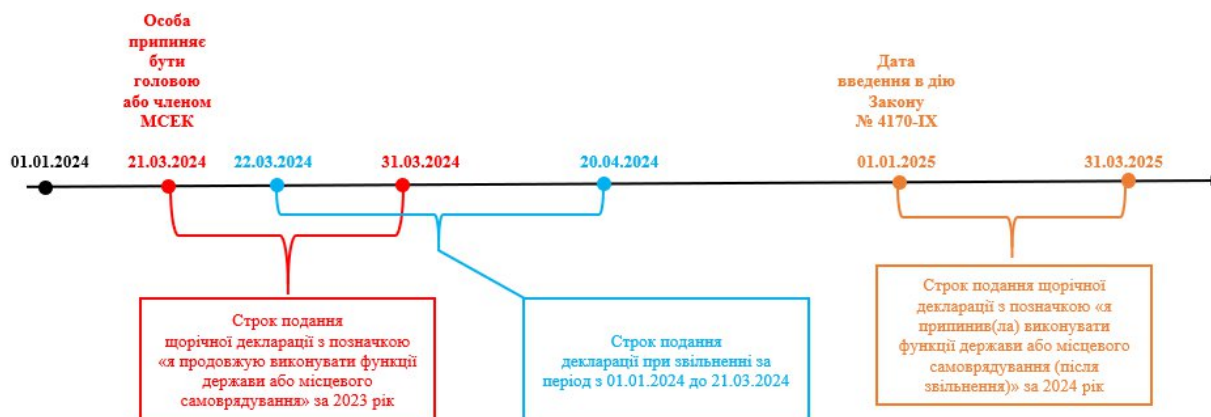 Особа
припиняє
бути
головою
або членом
МСЕК
Дата
введення в дію
Закону
№ 4170-IX
01.01.2024
21.03.2024
22.03.2024
31.03.2024
20.04.2024
01.01.2025
31.03.2025
Строк подання
щорічної декларації з позначкою
«я продовжую виконувати функції
держави або місцевого
самоврядування» за 2023 рік
Строк подання
декларації при звільненні за
період з 01.01.2024 до 21.03.2024
Строк подання щорічної
декларації з позначкою «я
припинив(ла) виконувати
функції держави або місцевого
самоврядування (після
звільнення)» за 2024 рік